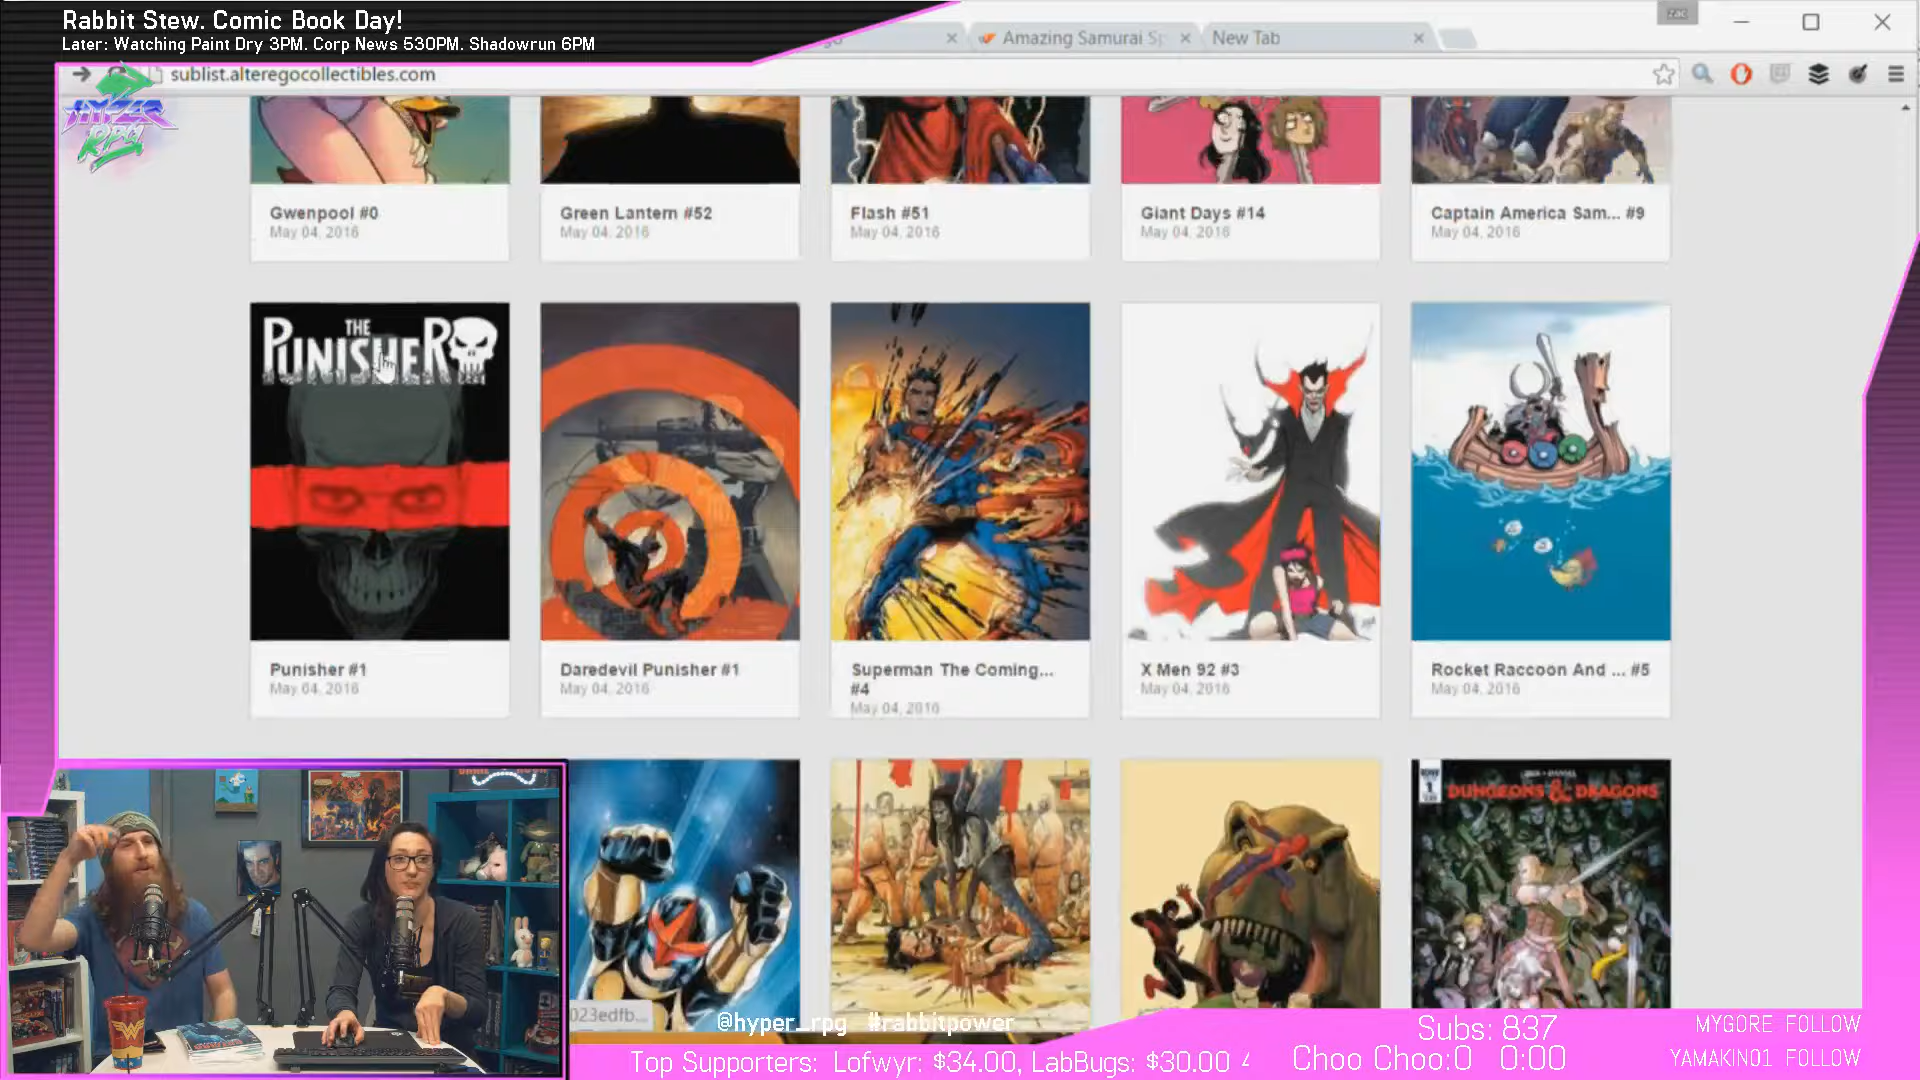 Rabbit Stew. Comic Book Day!
Later: Watching Paint Dry 3PM. Corp News 530PM. Shadowrun 6PM
Amazing Samurai Sp
New Tab
zac
sublist.alteregocollectibles.com
HYPER
RPG
Gwenpool #0
May 04, 2016
Green Lantern #52
May 04, 2016
Flash #51
May 04, 2016
Giant Days #14
May 04, 2016
Captain America Sam... #9
May 04, 2016
THE
PUNISHER
Punisher #1
May 04, 2016
Daredevil Punisher #1
May 04, 2016
Superman The Coming...
#4
May 04, 2016
X Men 92 #3
May 04, 2016
Rocket Raccoon And ... #5
May 04, 2016
1
DUNGEONS & DRAGONS
023edfb...
@hyper_rpg #rabbitpower
Subs: 837
MYGORE FOLLOW
Top Supporters: Lofwyr: $34.00, LabBugs: $30.00
Choo Choo:0 0:00
YAMAKIN01 FOLLOW